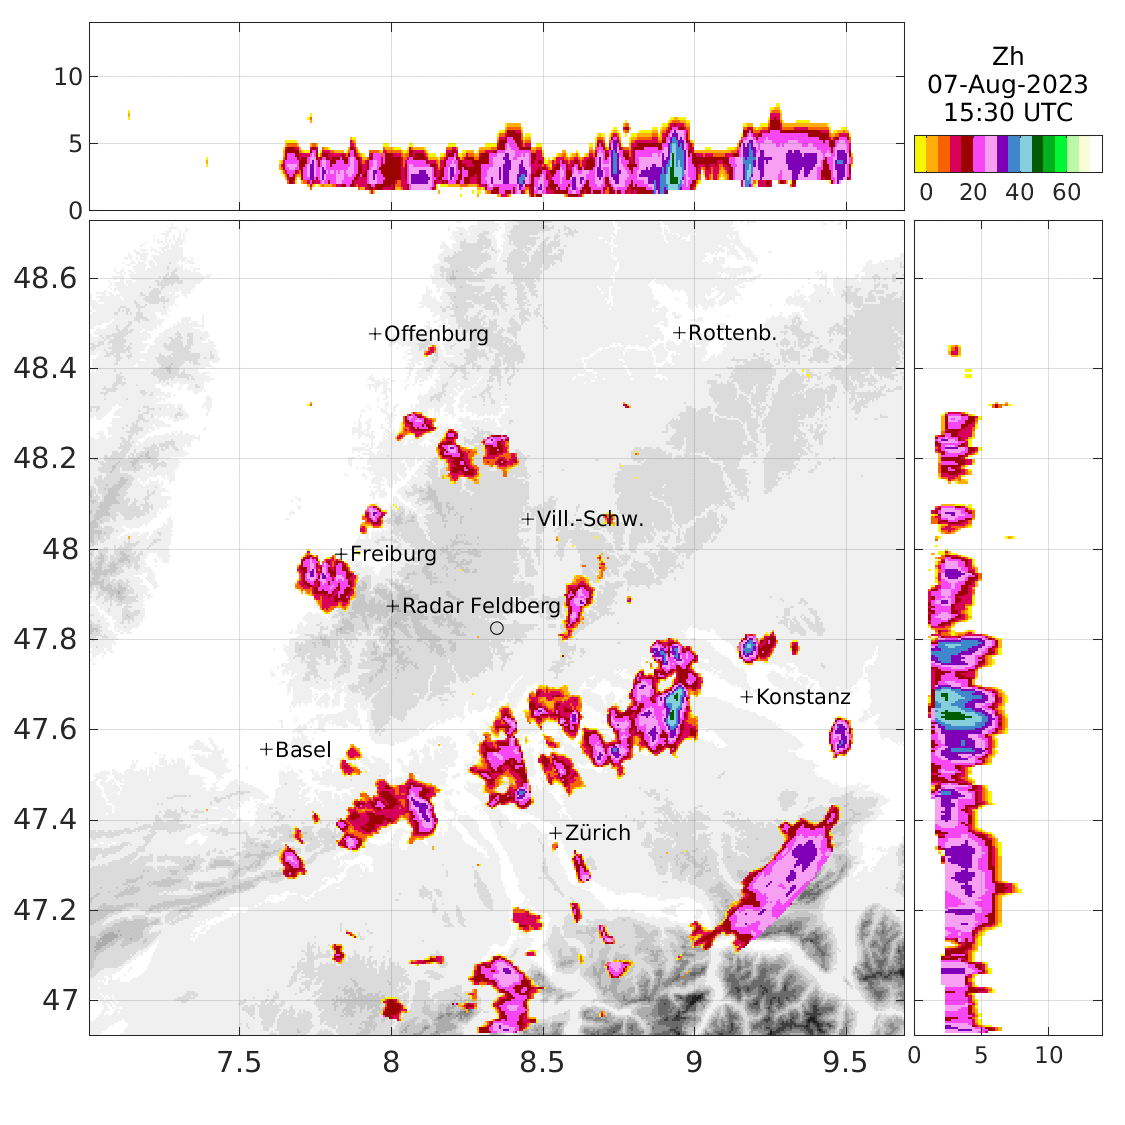 10
5
0
Zh
07-Aug-2023
15:30 UTC
0 20 40 60
48.6
48.4
48.2
48
47.8
47.6
47.4
47.2
47
+Offenburg
+Rottenb.
+Vill.-Schw.
+Freiburg
+Radar Feldberg
+Konstanz
+Basel
+Zürich
7.5 8 8.5 9 9.5
0 5 10